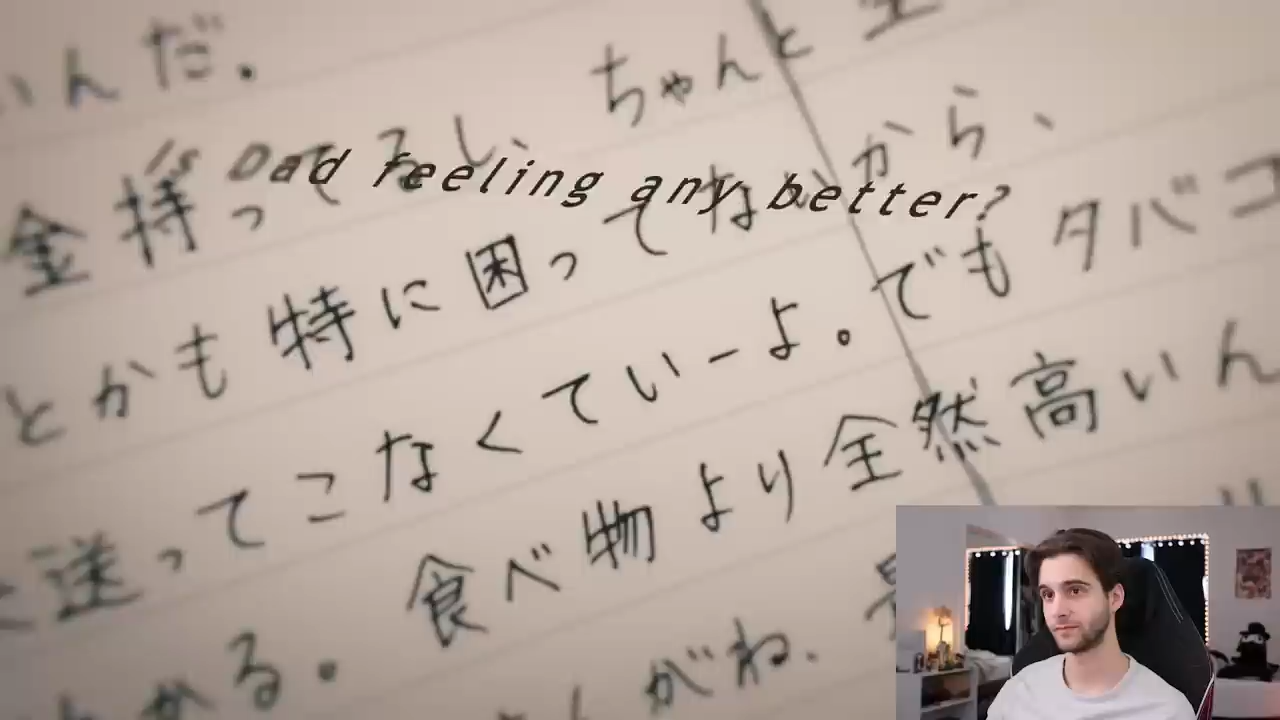 いんだ。
金持ってるし、ちゃんと
Is Dad feeling any better?
とかも特に困ってないから、
送ってこなくていーよ。でもタバコ
かる。食べ物より全然高いん
がね、